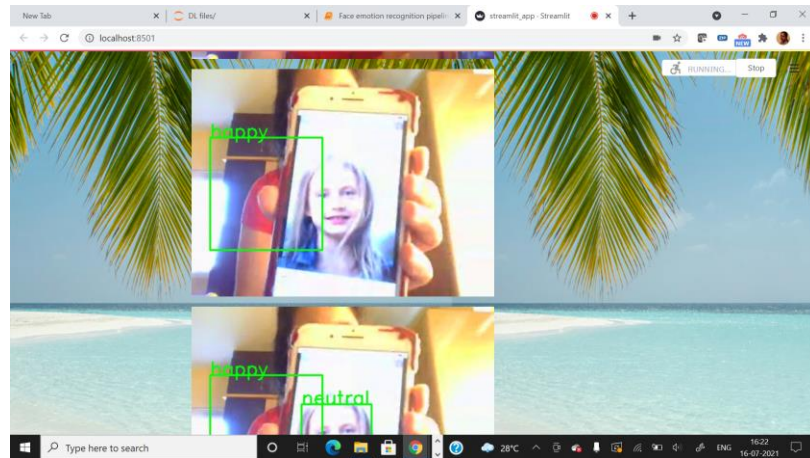 New Tab
DL files/
Face emotion recognition pipelin
streamlit_app · Streamlit
localhost:8501
NEW
RUNNING...
Stop
happy
happy
neutral
Type here to search
28°C
ENG
16:22
16-07-2021